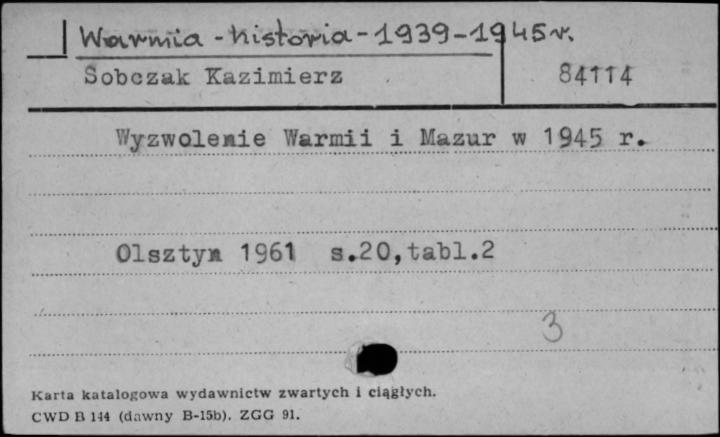 Warmia - historia - 1939-1945 r.
Sobczak Kazimierz 84114
Wyzwolenie Warmii i Mazur w 1945 r.
Olsztyn 1961 s.20,tabl.2
3
Karta katalogowa wydawnictw zwartych i ciągłych.
CWD B 144 (dawny B-15b). ZGG 91.